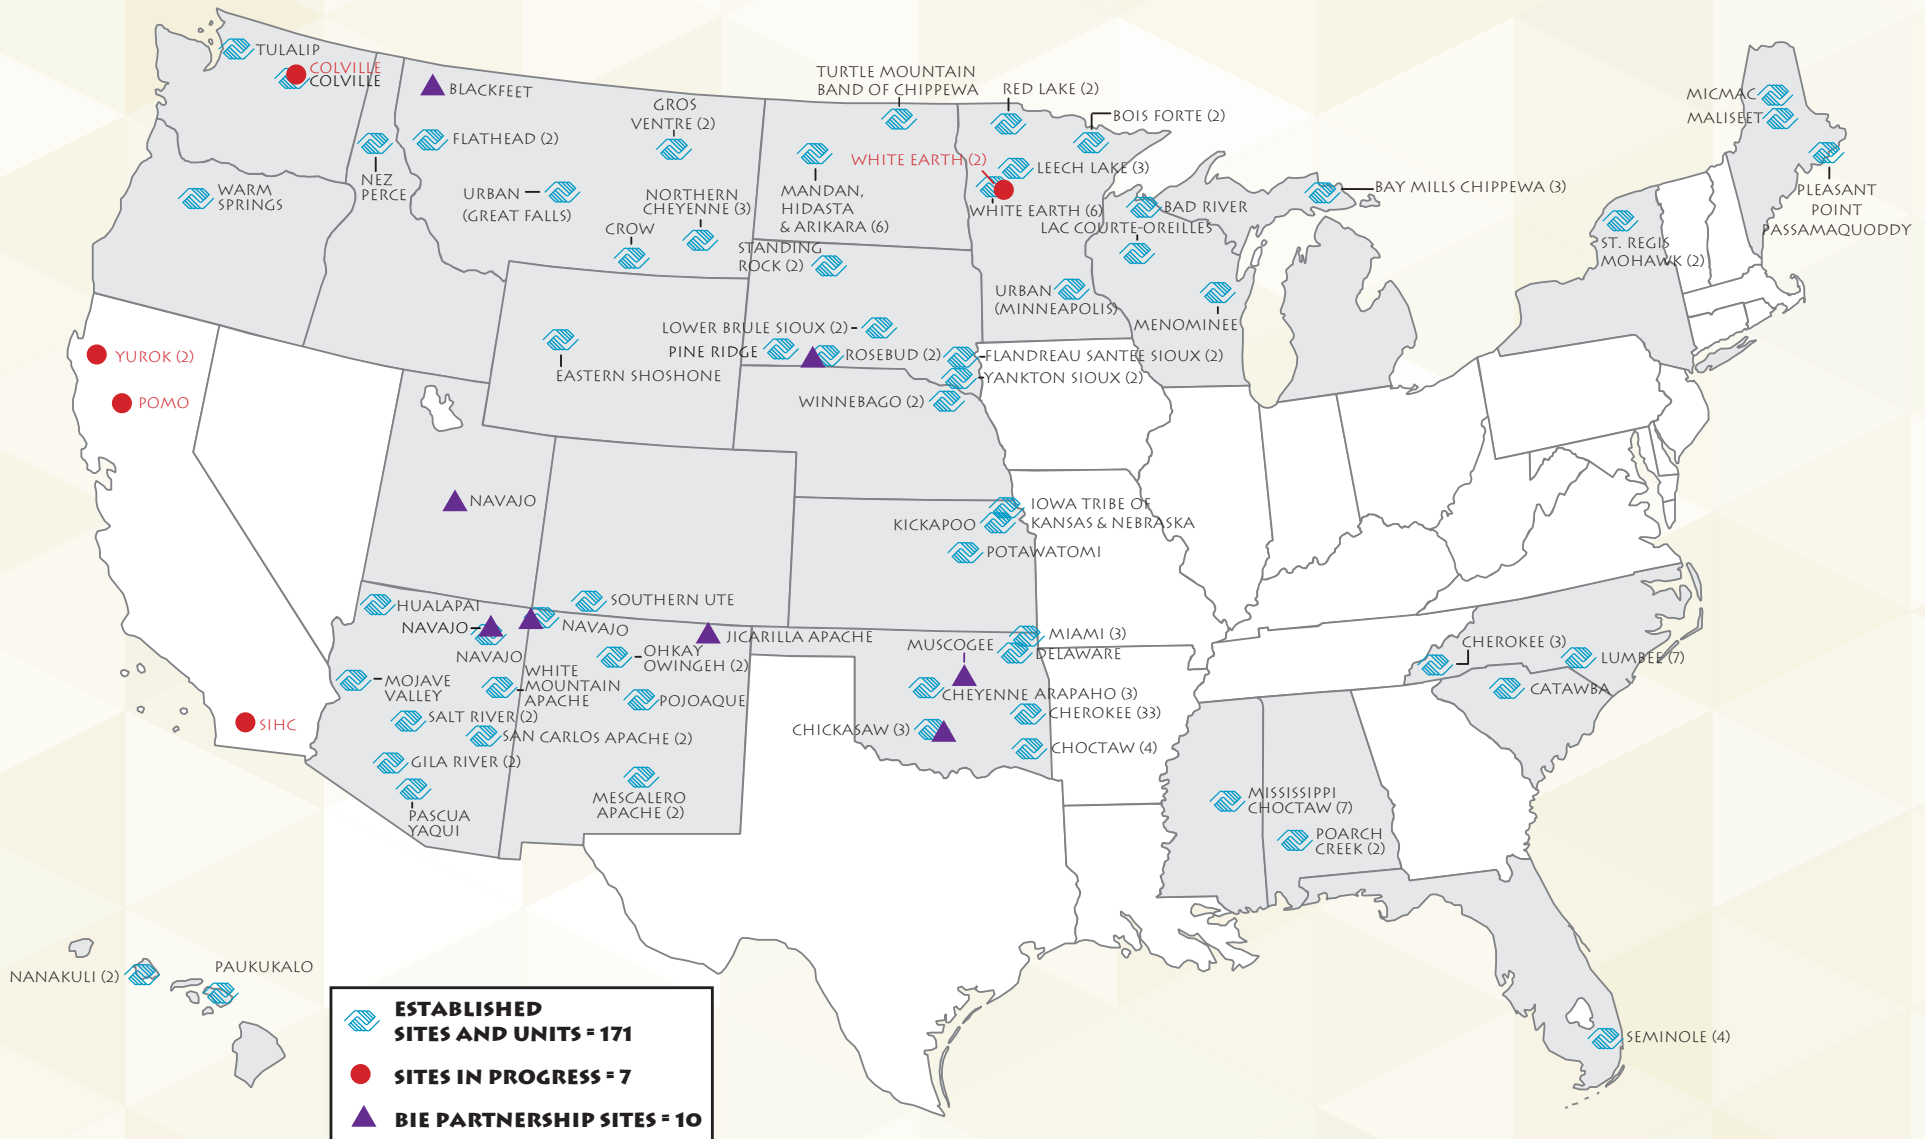 TULALIP
COLVILLE
COLVILLE
BLACKFEET
FLATHEAD (2)
GROS
VENTRE (2)
NEZ
PERCE
WARM
SPRINGS
URBAN
(GREAT FALLS)
NORTHERN
CHEYENNE (3)
CROW
TURTLE MOUNTAIN
BAND OF CHIPPEWA
RED LAKE (2)
BOIS FORTE (2)
WHITE EARTH (2)
LEECH LAKE (3)
MANDAN,
HIDASTA
& ARIKARA (6)
WHITE EARTH (6)
BAD RIVER
LAC COURTE-OREILLES
BAY MILLS CHIPPEWA (3)
STANDING
ROCK (2)
URBAN
(MINNEAPOLIS)
MENOMINEE
MICMAC
MALISEET
PLEASANT
POINT
PASSAMAQUODDY
ST. REGIS
MOHAWK (2)
LOWER BRULE SIOUX (2)
PINE RIDGE
ROSEBUD (2)
FLANDREAU SANTEE SIOUX (2)
YANKTON SIOUX (2)
WINNEBAGO (2)
EASTERN SHOSHONE
YUROK (2)
POMO
SIHC
NAVAJO
IOWA TRIBE OF
KANSAS & NEBRASKA
KICKAPOO
POTAWATOMI
HUALAPAI
NAVAJO
NAVAJO
NAVAJO
SOUTHERN UTE
JICARILLA APACHE
OHKAY
OWINGEH (2)
MOJAVE
VALLEY
WHITE
MOUNTAIN
APACHE
POJOAQUE
SALT RIVER (2)
SAN CARLOS APACHE (2)
GILA RIVER (2)
PASCUA
YAQUI
MESCALERO
APACHE (2)
MUSCOGEE
MIAMI (3)
DELAWARE
CHEYENNE ARAPAHO (3)
CHEROKEE (33)
CHICKASAW (3)
CHOCTAW (4)
CHEROKEE (3)
LUMBEE (7)
CATAWBA
MISSISSIPPI
CHOCTAW (7)
POARCH
CREEK (2)
SEMINOLE (4)
NANAKULI (2)
PAUKUKALO
ESTABLISHED
SITES AND UNITS = 171
SITES IN PROGRESS = 7
BIE PARTNERSHIP SITES = 10